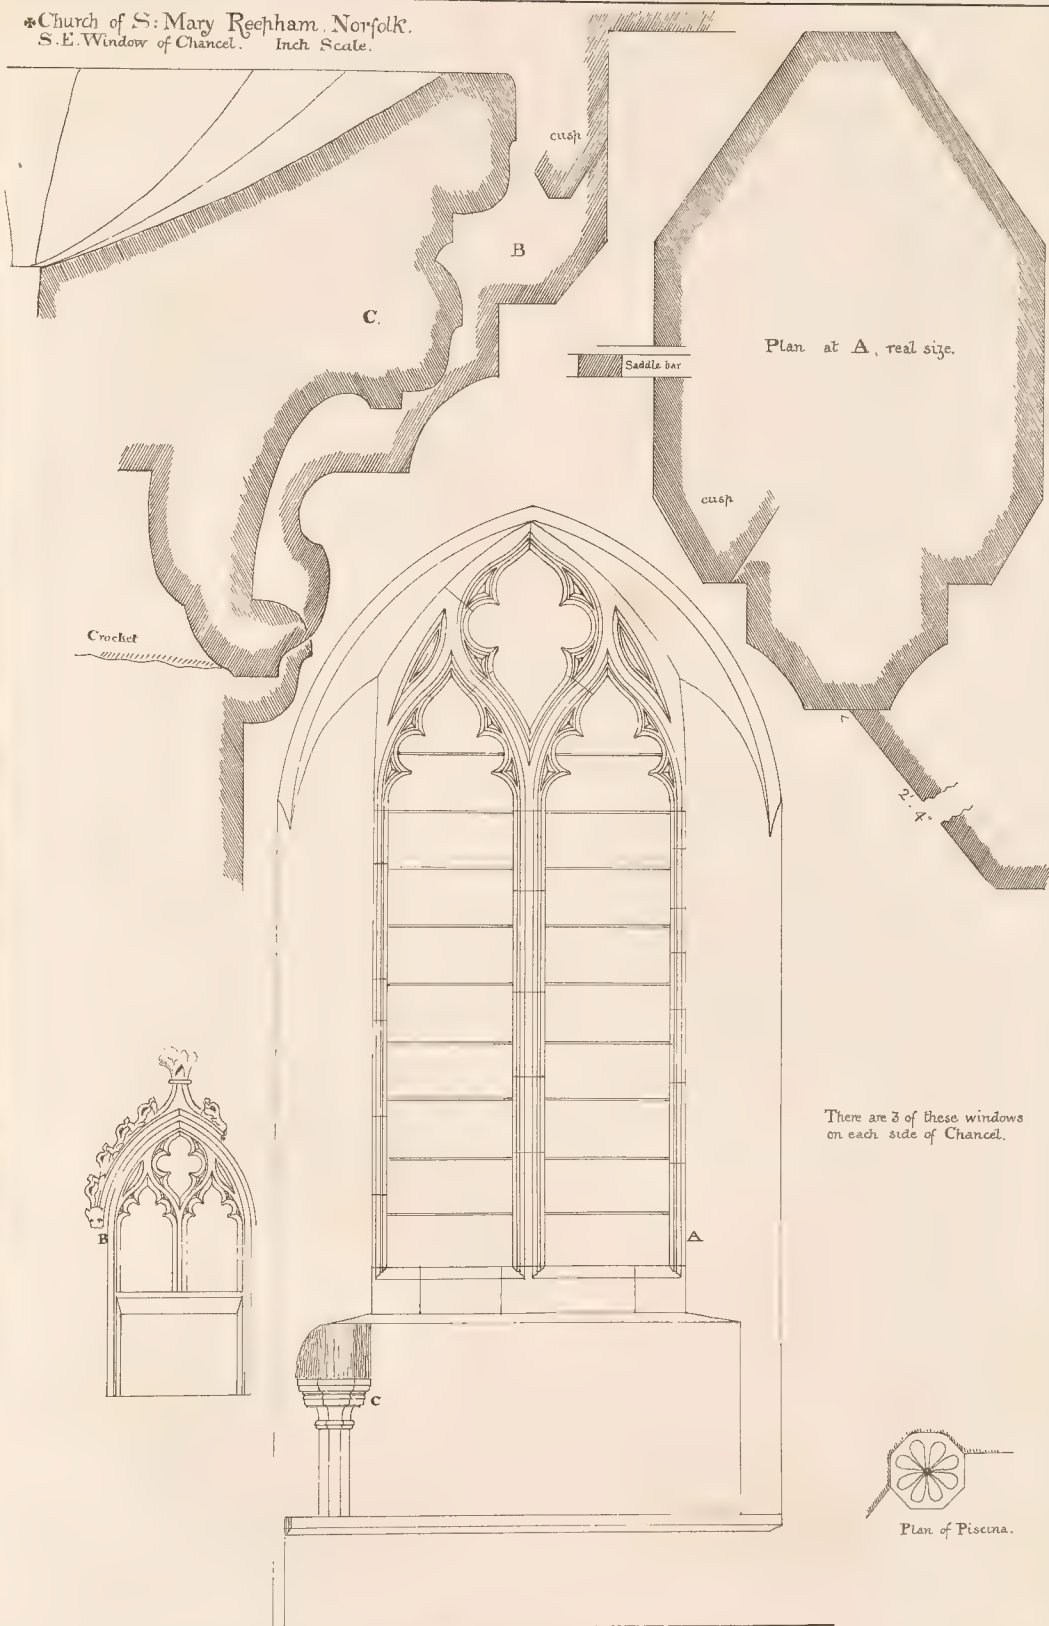 Church of S: Mary Reepham, Norfolk.
S.E. Window of Chancel. Inch Scale.
cusp
B
C.
Plan at A, real size.
Saddle bar
cusp
Crochet
7
2'. 4.
There are 3 of these windows
on each side of Chancel.
B
A
C
Plan of Piscina.